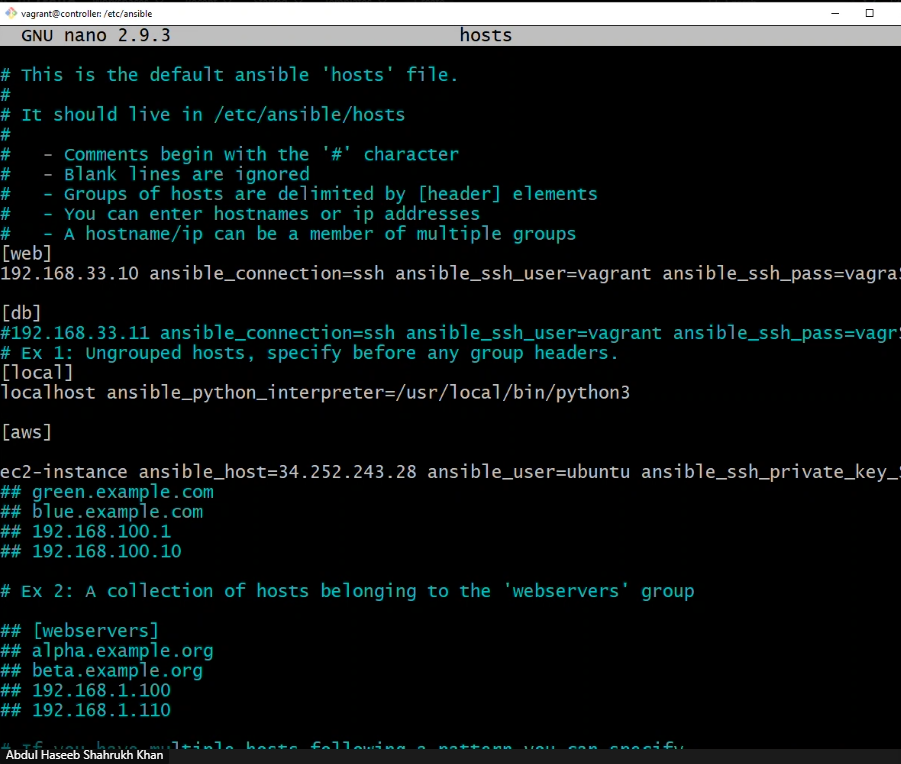 vagrant@controller: /etc/ansible
GNU nano 2.9.3 hosts
# This is the default ansible 'hosts' file.
#
# It should live in /etc/ansible/hosts
#
#   - Comments begin with the '#' character
#   - Blank lines are ignored
#   - Groups of hosts are delimited by [header] elements
#   - You can enter hostnames or ip addresses
#   - A hostname/ip can be a member of multiple groups
[web]
192.168.33.10 ansible_connection=ssh ansible_ssh_user=vagrant ansible_ssh_pass=vagra$
[db]
#192.168.33.11 ansible_connection=ssh ansible_ssh_user=vagrant ansible_ssh_pass=vagr$
# Ex 1: Ungrouped hosts, specify before any group headers.
[local]
localhost ansible_python_interpreter=/usr/local/bin/python3
[aws]
ec2-instance ansible_host=34.252.243.28 ansible_user=ubuntu ansible_ssh_private_key_$
## green.example.com
## blue.example.com
## 192.168.100.1
## 192.168.100.10
# Ex 2: A collection of hosts belonging to the 'webservers' group
## [webservers]
## alpha.example.org
## beta.example.org
## 192.168.1.100
## 192.168.1.110
# If you have multiple hosts following a pattern you can specify
Abdul Haseeb Shahrukh Khan